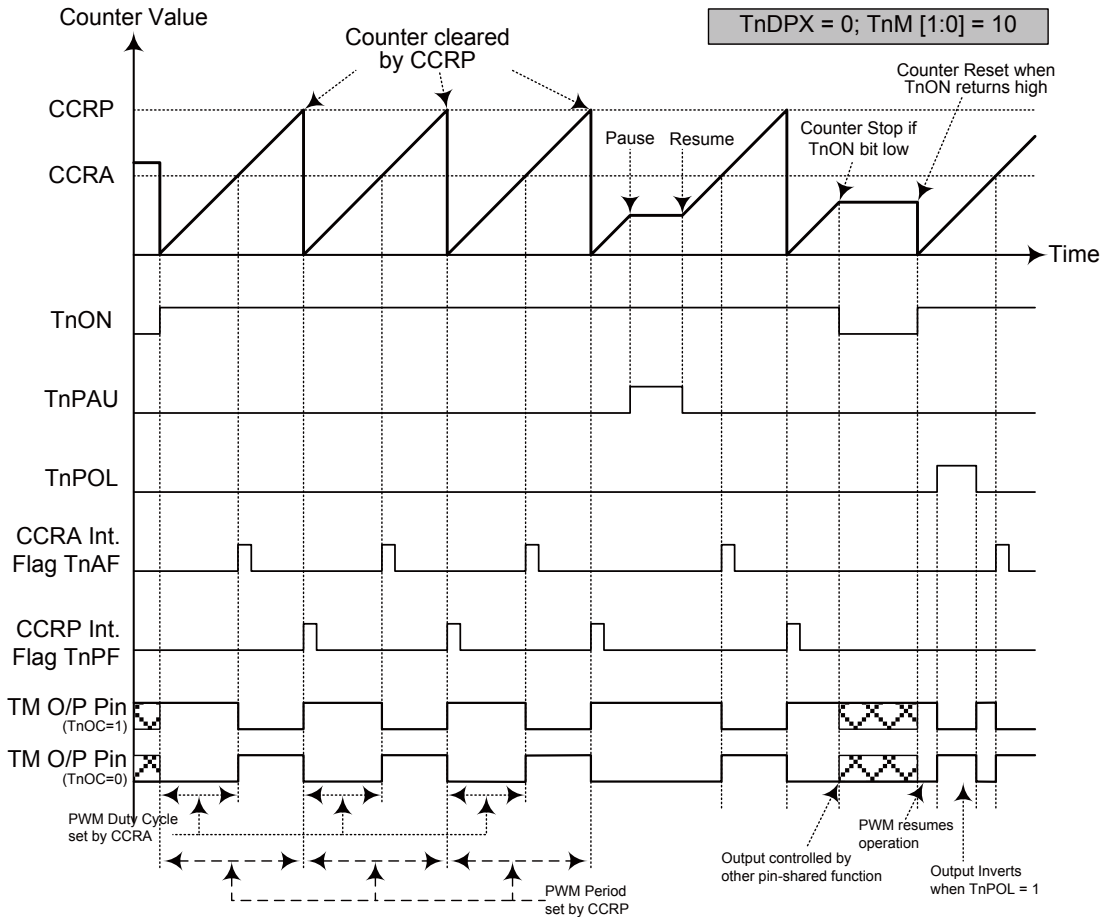 Counter Value
TnDPX = 0; TnM [1:0] = 10
Counter cleared
by CCRP
Counter Reset when
TnON returns high
CCRP
Counter Stop if
TnON bit low
Pause
Resume
CCRA
Time
TnON
TnPAU
TnPOL
CCRA Int.
Flag TnAF
CCRP Int.
Flag TnPF
TM O/P Pin
(TnOC=1)
TM O/P Pin
(TnOC=0)
PWM Duty Cycle
set by CCRA
PWM resumes
operation
Output controlled by
other pin-shared function
Output Inverts
when TnPOL = 1
PWM Period
set by CCRP